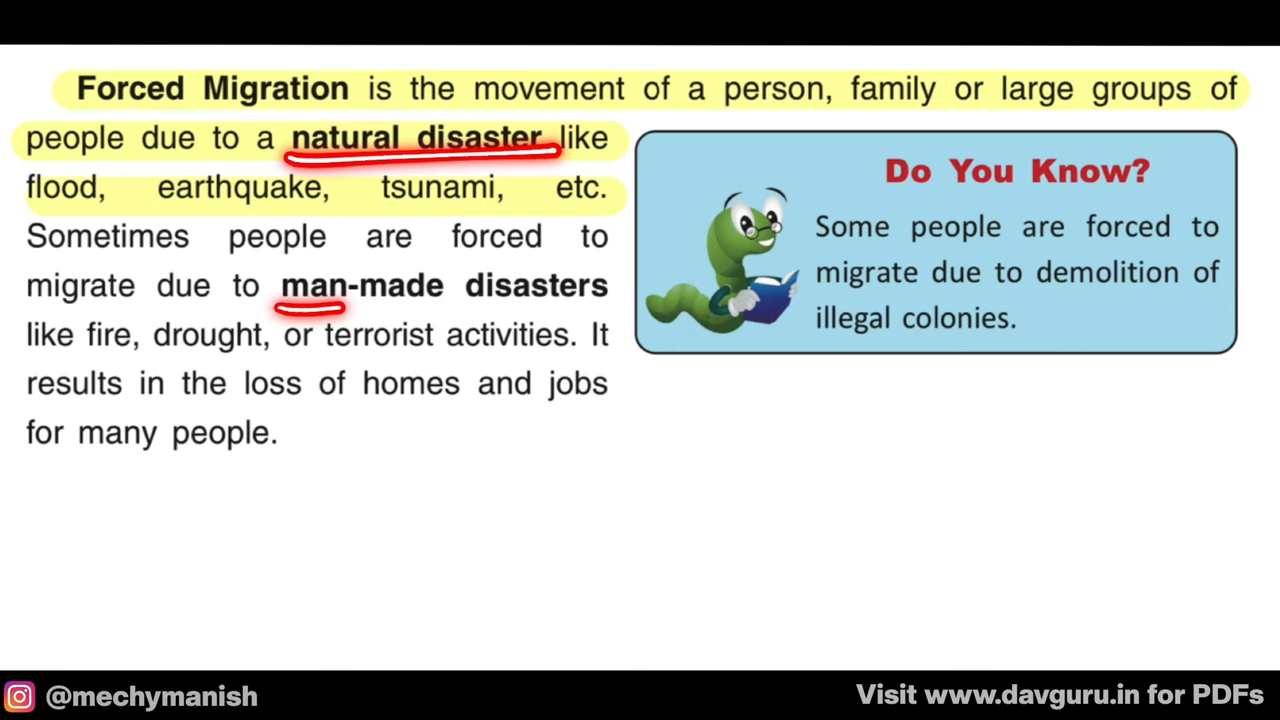 Forced Migration is the movement of a person, family or large groups of
people due to a natural disaster like
flood, earthquake, tsunami, etc.
Sometimes people are forced to
migrate due to man-made disasters
like fire, drought, or terrorist activities. It
results in the loss of homes and jobs
for many people.
Do You Know?
Some people are forced to
migrate due to demolition of
illegal colonies.
@mechymanish
Visit www.davguru.in for PDFs